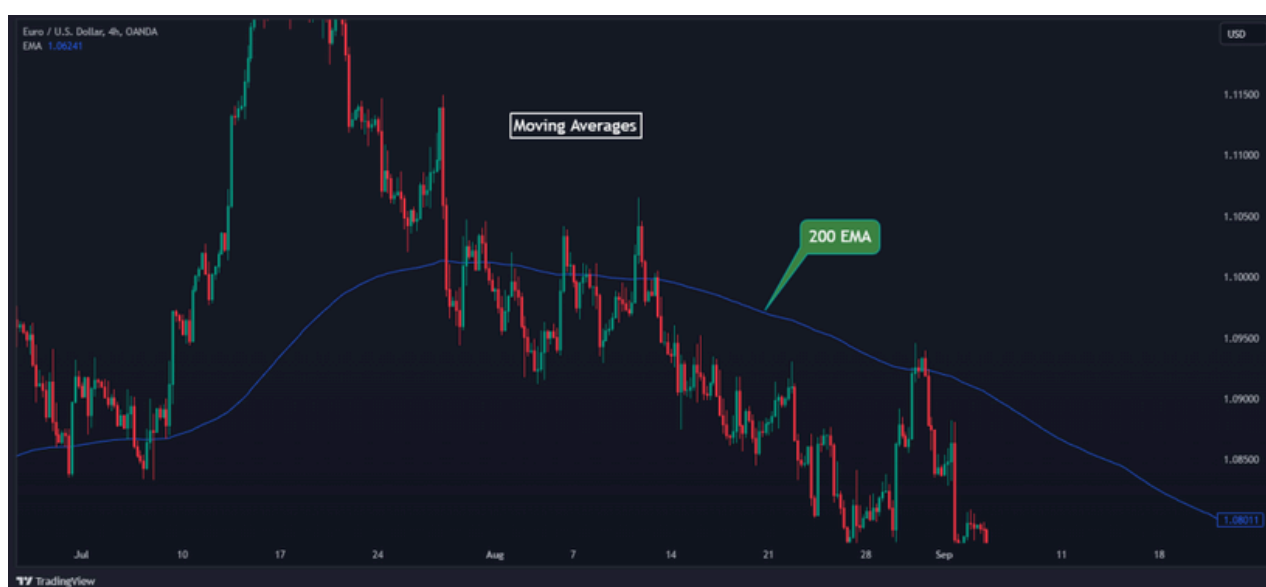 Euro / U.S. Dollar, 4h, OANDA
EMA 1.06241
USD
Moving Averages
200 EMA
1.11500
1.11000
1.10500
1.10000
1.09500
1.09000
1.08500
1.08011
Jul 10 17 24 Aug 7 14 21 28 Sep 11 18
TradingView